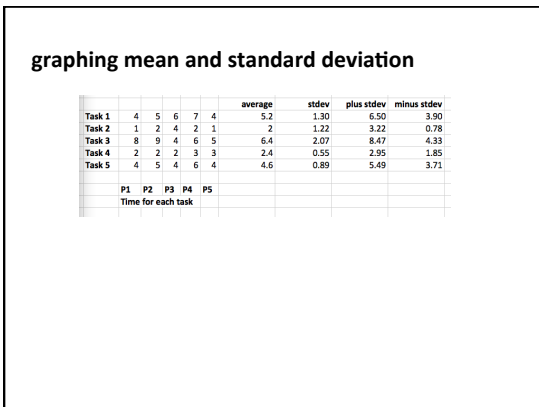 graphing mean and standard deviation
average stdev plus stdev minus stdev
Task 1 4 5 6 7 4 5.2 1.30 6.50 3.90
Task 2 1 2 4 2 1 2 1.22 3.22 0.78
Task 3 8 9 4 6 5 6.4 2.07 8.47 4.33
Task 4 2 2 2 3 3 2.4 0.55 2.95 1.85
Task 5 4 5 4 6 4 4.6 0.89 5.49 3.71
P1 P2 P3 P4 P5
Time for each task